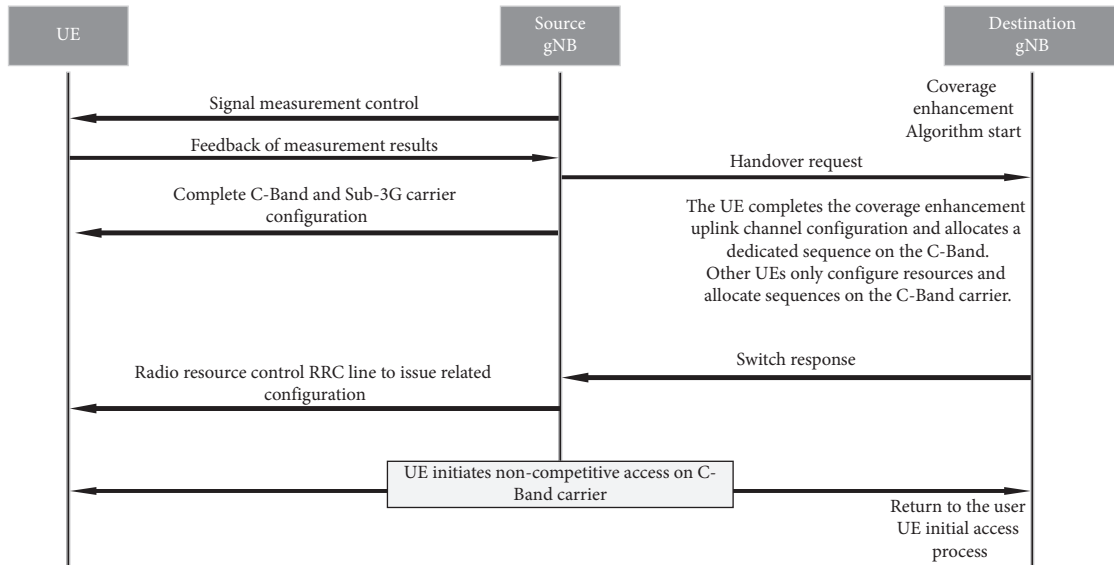 UE
Source
gNB
Destination
gNB
Coverage
enhancement
Algorithm start
Signal measurement control
Feedback of measurement results
Handover request
Complete C-Band and Sub-3G carrier
configuration
The UE completes the coverage enhancement
uplink channel configuration and allocates a
dedicated sequence on the C-Band.
Other UEs only configure resources and
allocate sequences on the C-Band carrier.
Switch response
Radio resource control RRC line to issue related
configuration
UE initiates non-competitive access on C-
Band carrier
Return to the user
UE initial access
process